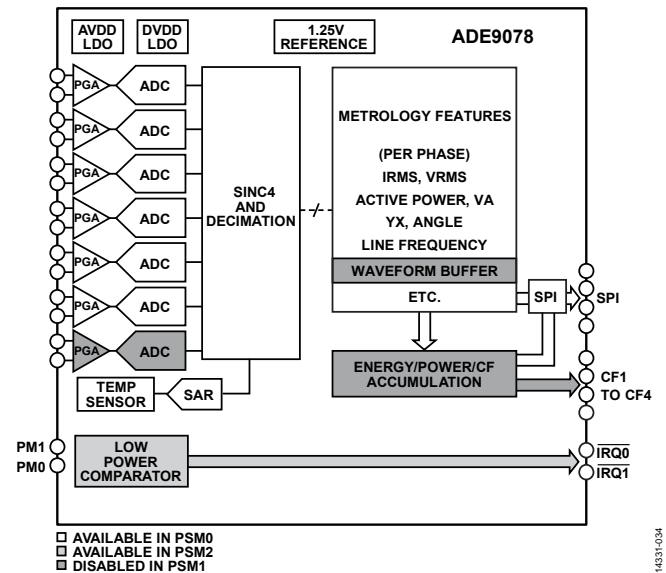 AVDD
LDO
DVDD
LDO
1.25V
REFERENCE
ADE9078
PGA
ADC
PGA
ADC
PGA
ADC
PGA
ADC
PGA
ADC
PGA
ADC
PGA
ADC
SINC4
AND
DECIMATION
METROLOGY FEATURES
(PER PHASE)
IRMS, VRMS
ACTIVE POWER, VA
YX, ANGLE
LINE FREQUENCY
WAVEFORM BUFFER
ETC.
SPI
SPI
ENERGY/POWER/CF
ACCUMULATION
CF1
TO CF4
TEMP
SENSOR
SAR
PM1
PM0
LOW
POWER
COMPARATOR
IRQ0
IRQ1
AVAILABLE IN PSM0
AVAILABLE IN PSM2
DISABLED IN PSM1
14331-034